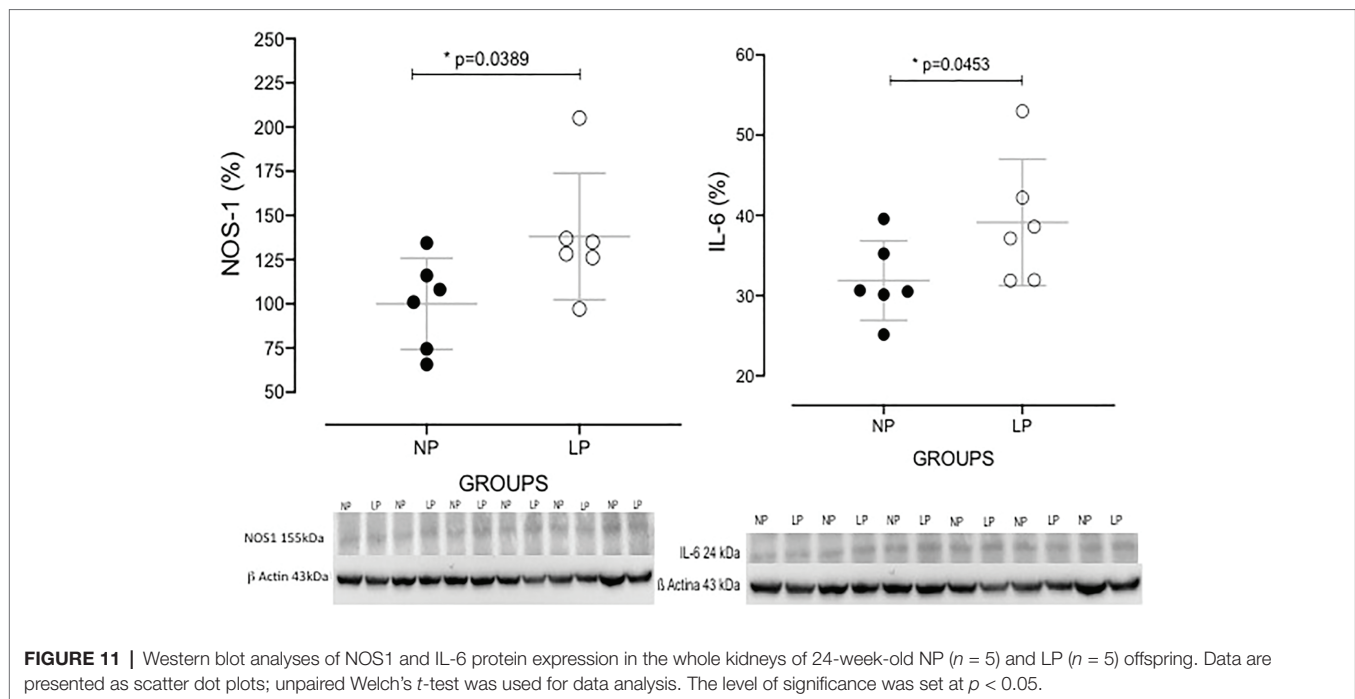 250
225
200
175
150
125
100
75
50
NOS-1 (%)
* p=0.0389
NP
LP
GROUPS
60
50
40
30
20
IL-6 (%)
* p=0.0453
NP
LP
GROUPS
NP LP NP LP NP LP NP LP NP LP NP LP
NOS1 155kDa
β Actin 43kDa
NP LP NP LP NP LP NP LP NP LP NP LP
IL-6 24 kDa
ß Actina 43 kDa
FIGURE 11 | Western blot analyses of NOS1 and IL-6 protein expression in the whole kidneys of 24-week-old NP (n = 5) and LP (n = 5) offspring. Data are
presented as scatter dot plots; unpaired Welch’s t-test was used for data analysis. The level of significance was set at p < 0.05.